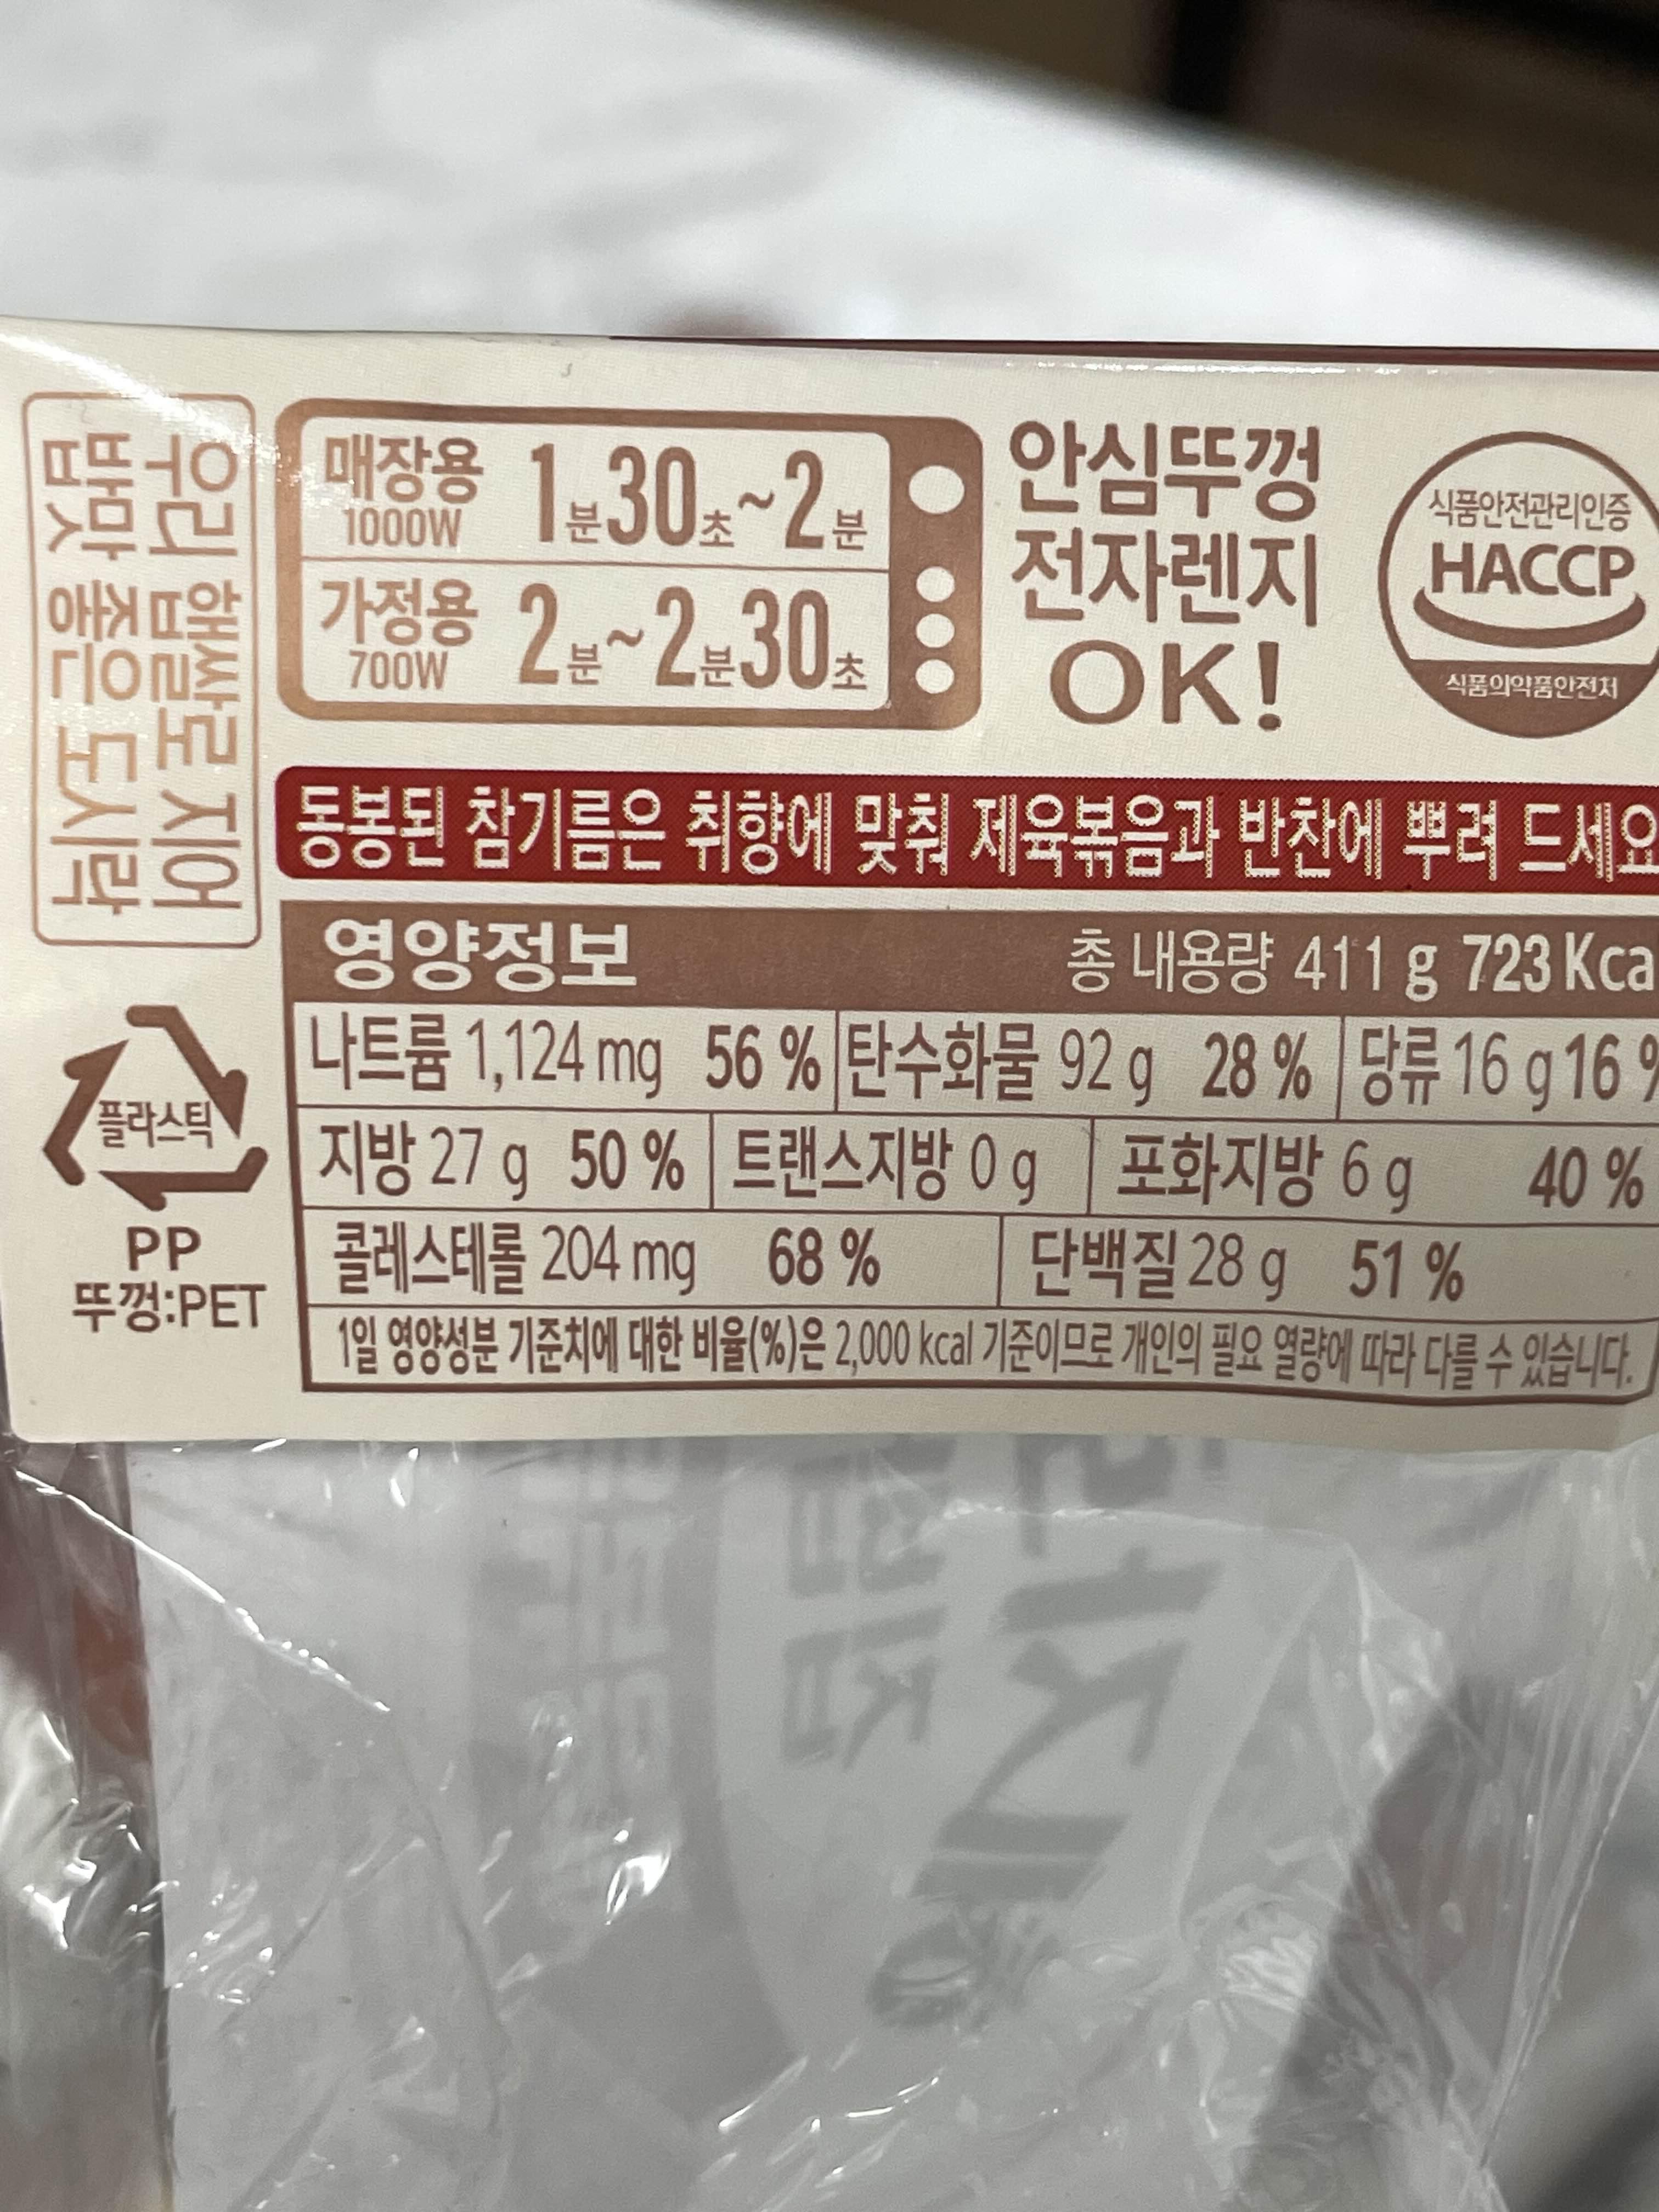 우리 햅쌀로 지어
밥맛 좋은 도시락
매장용 1000W 1분30초~2분
가정용 700W 2분~2분30초
안심뚜껑
전자렌지
OK!
식품안전관리인증
HACCP
식품의약품안전처
동봉된 참기름은 취향에 맞춰 제육볶음과 반찬에 뿌려 드세요
영양정보 총 내용량 411 g 723 Kca
나트륨 1,124 mg 56 % 탄수화물 92 g 28 % 당류 16 g 16 %
지방 27 g 50 % 트랜스지방 0 g 포화지방 6 g 40 %
콜레스테롤 204 mg 68 % 단백질 28 g 51 %
1일 영양성분 기준치에 대한 비율(%)은 2,000 kcal 기준이므로 개인의 필요 열량에 따라 다를 수 있습니다.
플라스틱
PP
뚜껑:PET